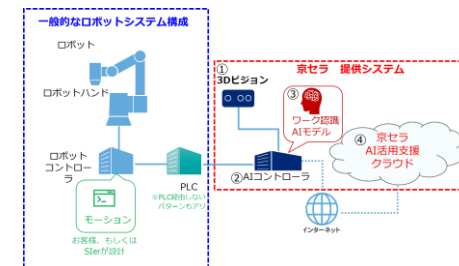 一般的なロボットシステム構成
ロボット
ロボットハンド
ロボット
コントロー
ラ
モーション
お客様、もしくは
SIerが設計
PLC
※PLC経由しない
パターンもアリ
京セラ 提供システム
①
3Dビジョン
③
ワーク認識
AIモデル
②AIコントローラ
④ 京セラ
AI活用支援
クラウド
インターネット